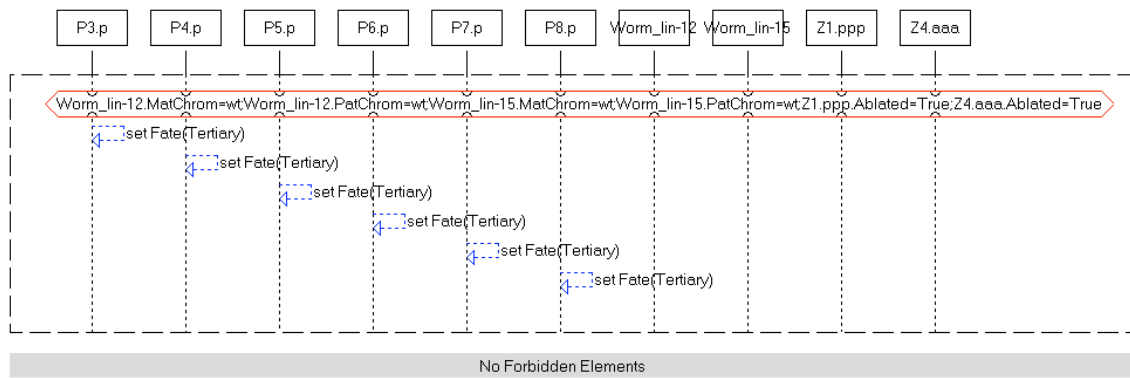 P3.p P4.p P5.p P6.p P7.p P8.p Worm_lin-12 Worm_lin-15 Z1.ppp Z4.aaa
Worm_lin-12.MatChrom=wt;Worm_lin-12.PatChrom=wt;Worm_lin-15.MatChrom=wt;Worm_lin-15.PatChrom=wt;Z1.ppp.Ablated=True;Z4.aaa.Ablated=True
set Fate(Tertiary)
set Fate(Tertiary)
set Fate(Tertiary)
set Fate(Tertiary)
set Fate(Tertiary)
set Fate(Tertiary)
No Forbidden Elements